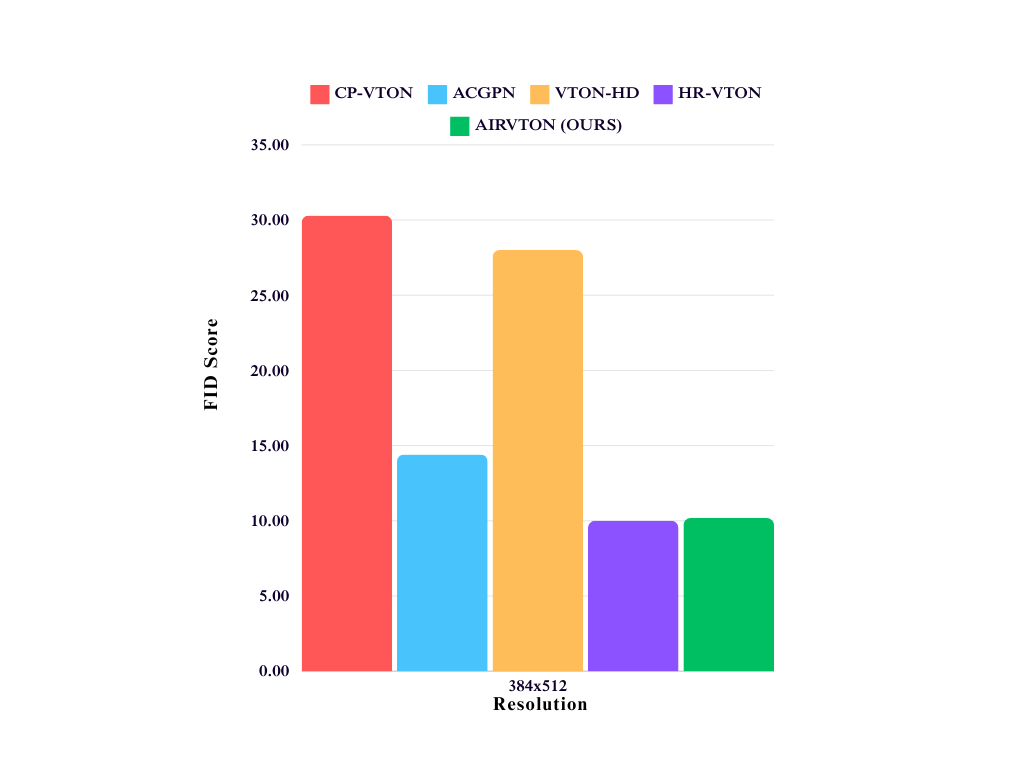 CP-VTON ACGPN VTON-HD HR-VTON
AIRVTON (OURS)
35.00
30.00
25.00
20.00
15.00
10.00
5.00
0.00
FID Score
384x512
Resolution